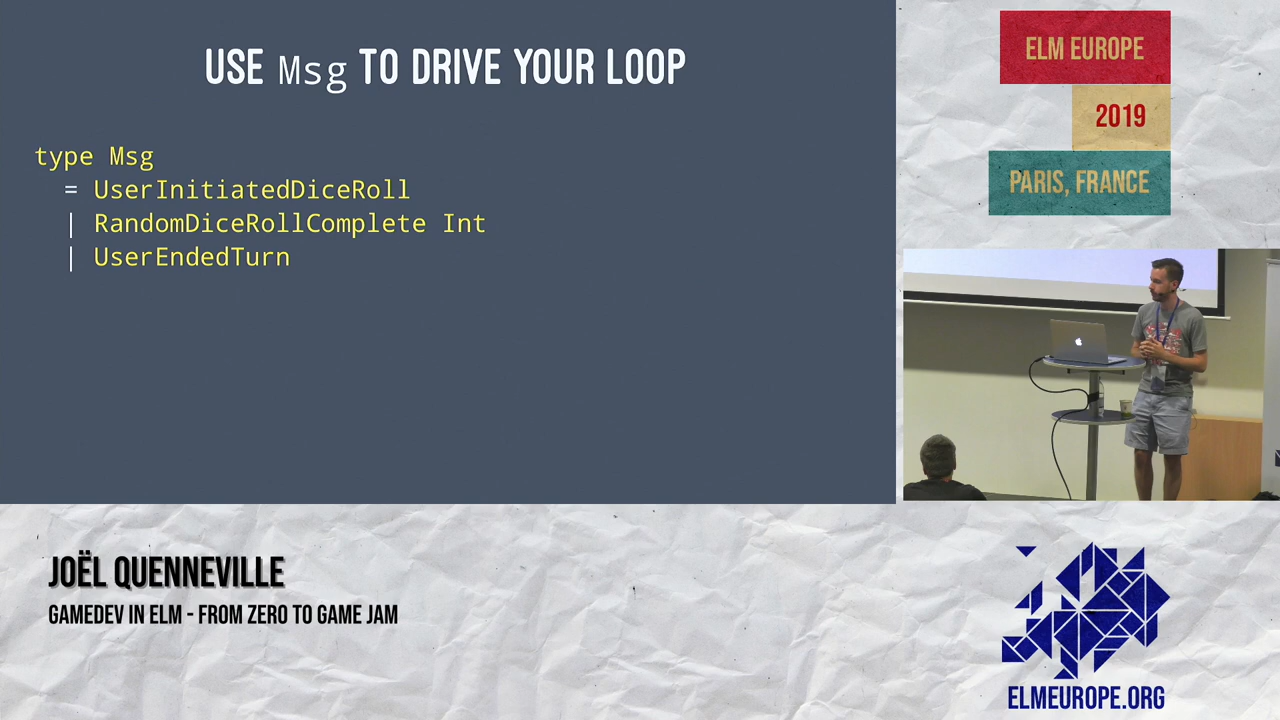 USE Msg TO DRIVE YOUR LOOP
type Msg
= UserInitiatedDiceRoll
| RandomDiceRollComplete Int
| UserEndedTurn
ELM EUROPE
2019
PARIS, FRANCE
JOËL QUENNEVILLE
GAMEDEV IN ELM - FROM ZERO TO GAME JAM
ELMEUROPE.ORG